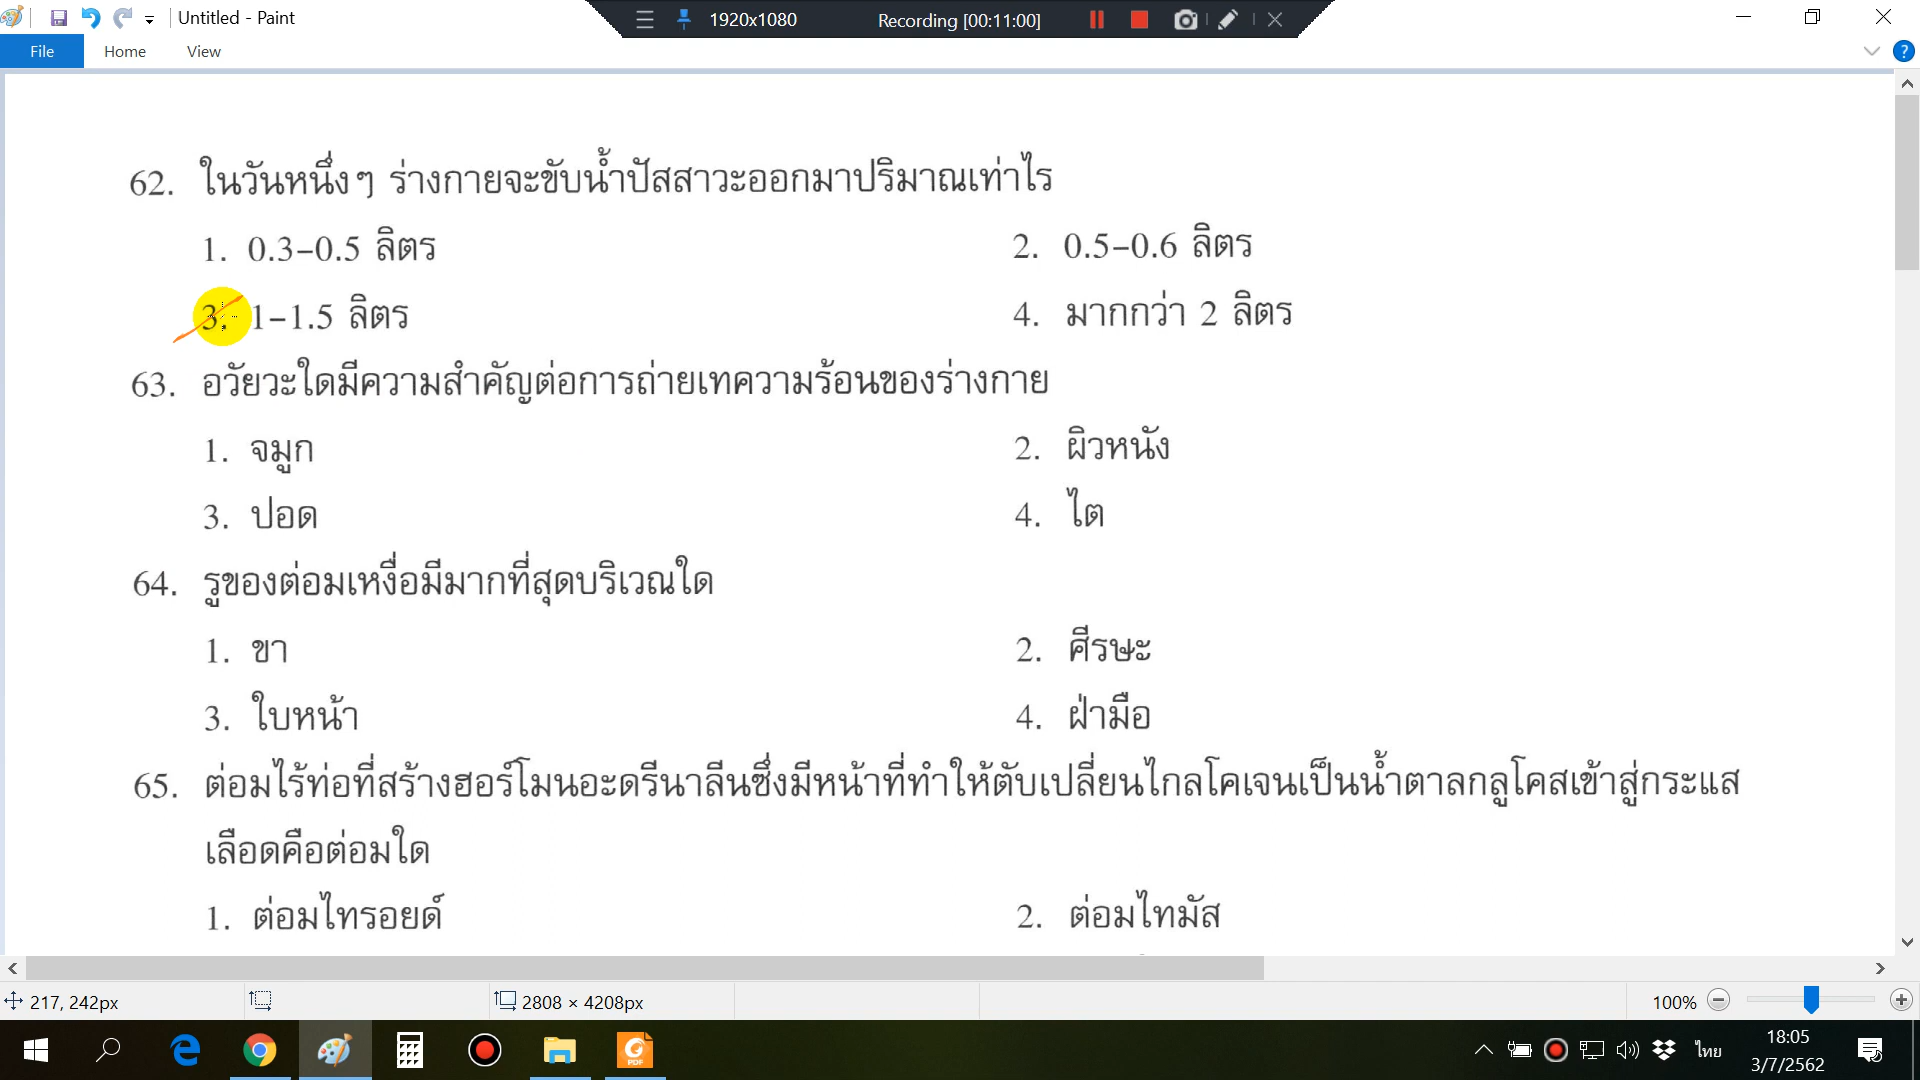 Untitled - Paint
1920x1080
Recording [00:11:00]
File
Home
View
62. ในวันหนึ่งๆ ร่างกายจะขับน้ำปัสสาวะออกมาปริมาณเท่าไร
1. 0.3-0.5 ลิตร
2. 0.5-0.6 ลิตร
3. 1-1.5 ลิตร
4. มากกว่า 2 ลิตร
63. อวัยวะใดมีความสำคัญต่อการถ่ายเทความร้อนของร่างกาย
1. จมูก
2. ผิวหนัง
3. ปอด
4. ไต
64. รูของต่อมเหงื่อมีมากที่สุดบริเวณใด
1. ขา
2. ศีรษะ
3. ใบหน้า
4. ฝ่ามือ
65. ต่อมไร้ท่อที่สร้างฮอร์โมนอะดรีนาลีนซึ่งมีหน้าที่ทำให้ตับเปลี่ยนไกลโคเจนเป็นน้ำตาลกลูโคสเข้าสู่กระแส
เลือดคือต่อมใด
1. ต่อมไทรอยด์
2. ต่อมไทมัส
217, 242px
2808 × 4208px
100%
PDF
ไทย
18:05
3/7/2562